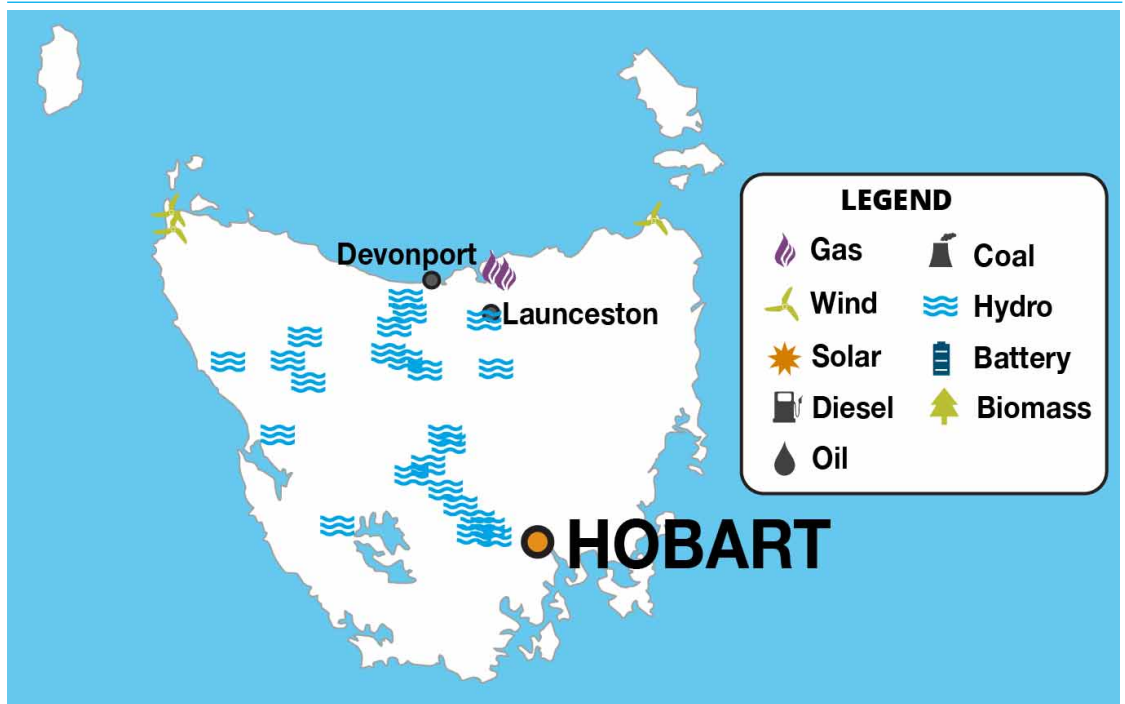 LEGEND
Gas
Coal
Devonport
Wind
Hydro
Launceston
Solar
Battery
Diesel
Biomass
Oil
HOBART